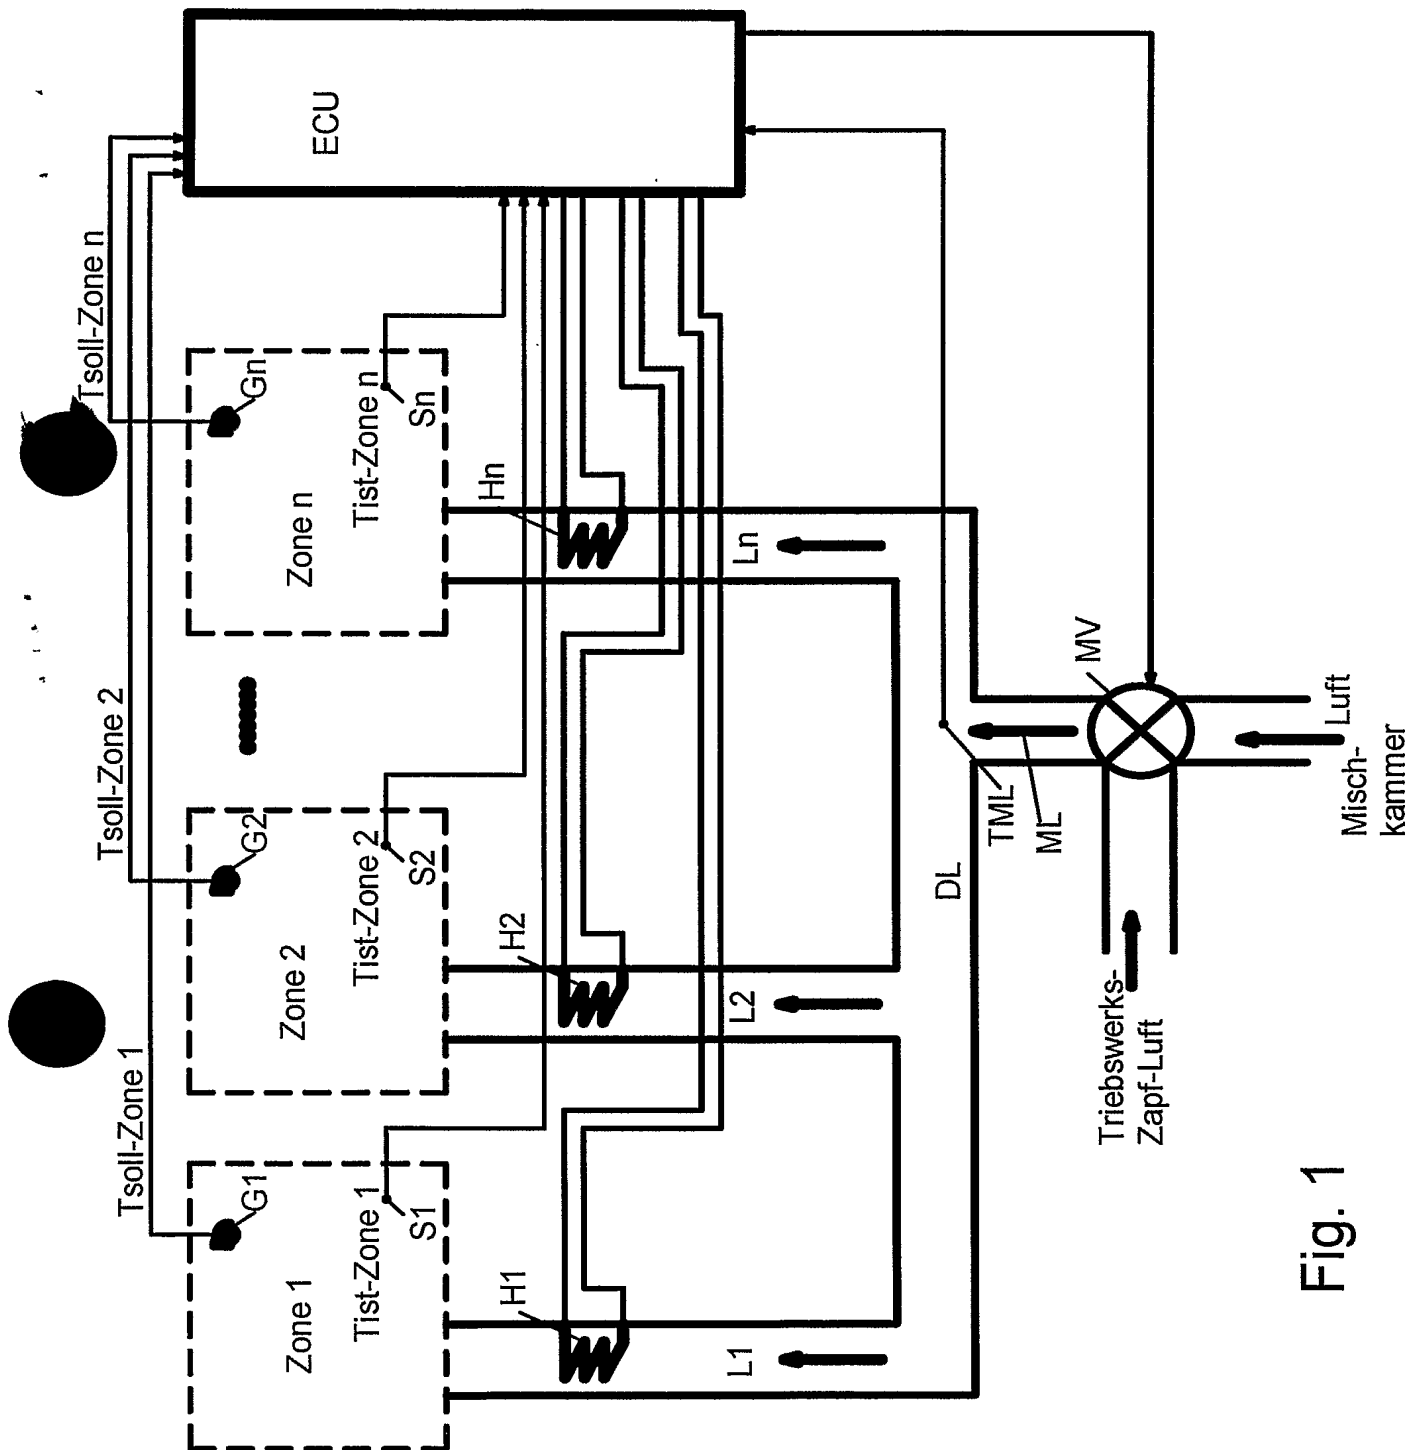 Tsoll-Zone 1
Tsoll-Zone 2
Tsoll-Zone n
G1
G2
Gn
Zone 1
Zone 2
Zone n
ECU
Tist-Zone 1
Tist-Zone 2
Tist-Zone n
S1
S2
Sn
H1
H2
Hn
L1
L2
Ln
DL
TML
ML
MV
Triebswerks-
Zapf-Luft
Luft
Misch-
kammer
Fig. 1